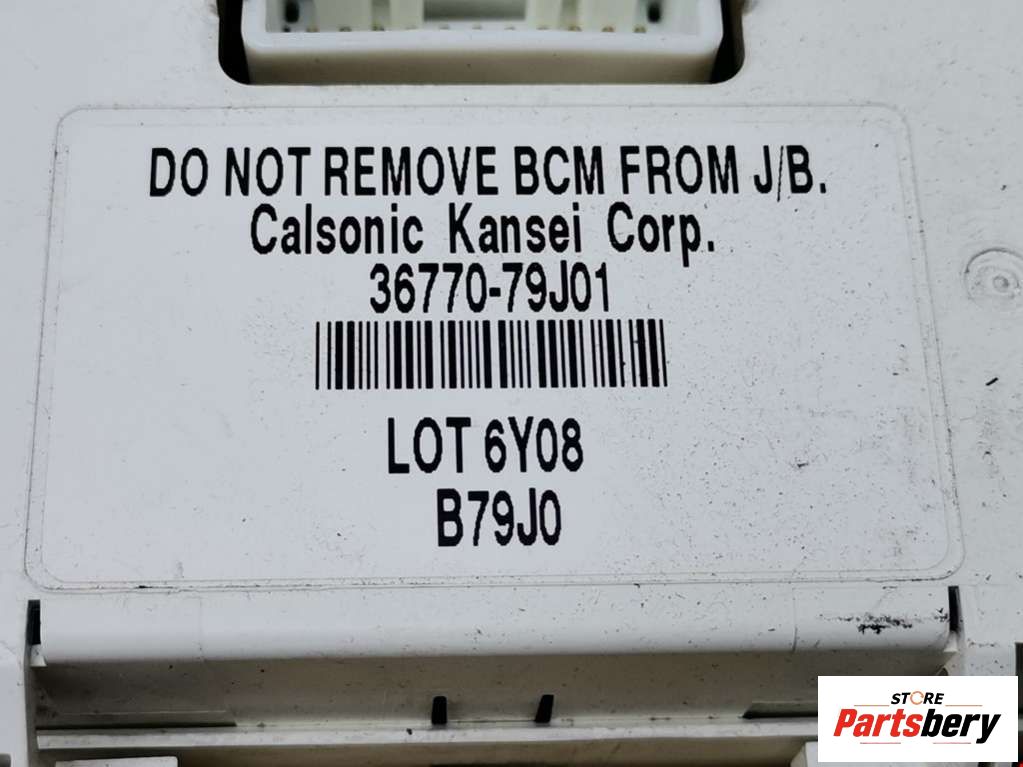 DO NOT REMOVE BCM FROM J/B.
Calsonic Kansei Corp.
36770-79J01
LOT 6Y08
B79J0
STORE
Partsbery